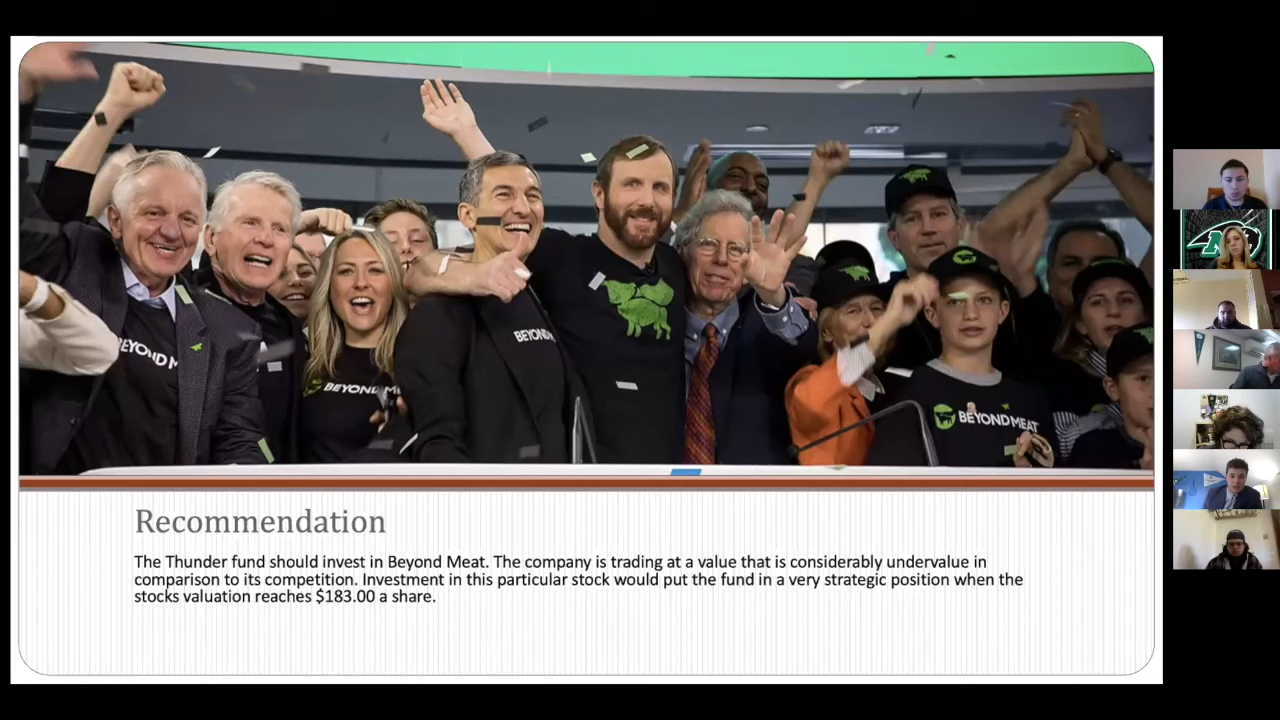 BEYOND M
BEYOND M
BEYOND
BEYOND MEAT
Recommendation
The Thunder fund should invest in Beyond Meat. The company is trading at a value that is considerably undervalue in
comparison to its competition. Investment in this particular stock would put the fund in a very strategic position when the
stocks valuation reaches $183.00 a share.